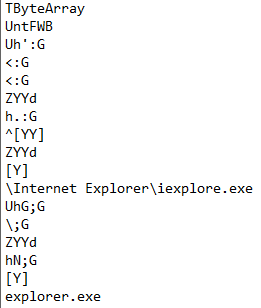 TByteArray
UntFWB
Uh':G
<:G
<:G
ZYYd
h.:G
^[YY]
ZYYd
[Y]
\Internet Explorer\iexplore.exe
UhG;G
\;G
ZYYd
hN;G
[Y]
explorer.exe